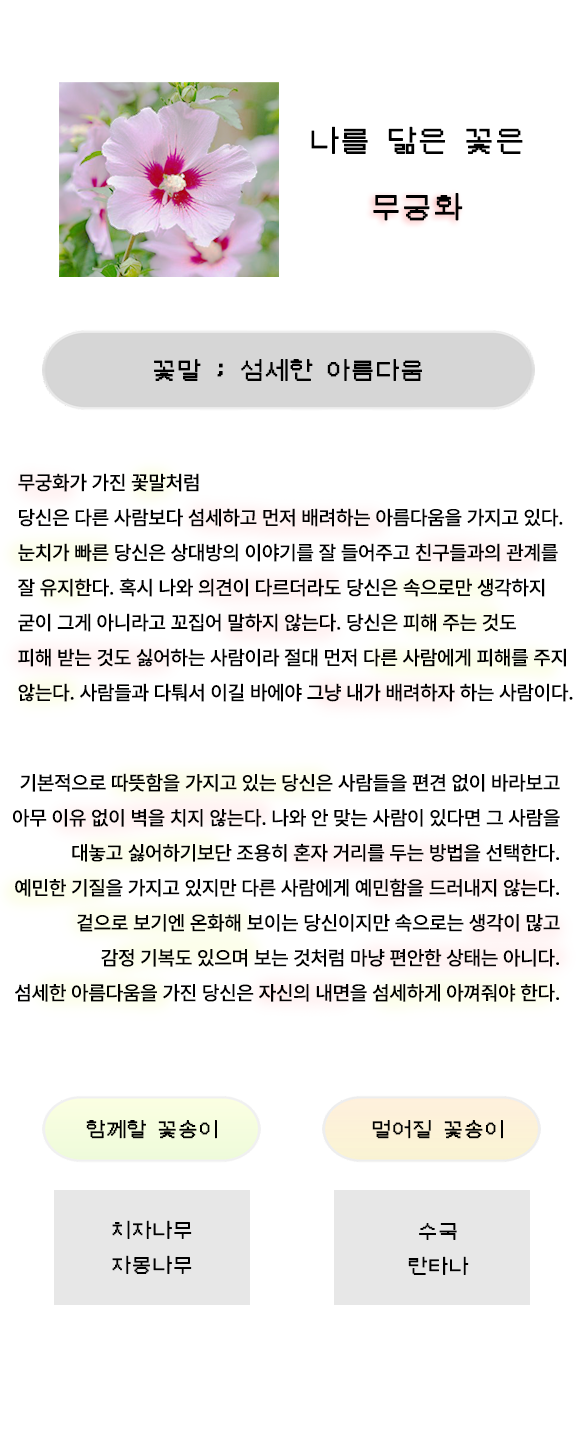 나를 닮은 꽃은
무궁화
꽃말 ; 섬세한 아름다움
무궁화가 가진 꽃말처럼
당신은 다른 사람보다 섬세하고 먼저 배려하는 아름다움을 가지고 있다.
눈치가 빠른 당신은 상대방의 이야기를 잘 들어주고 친구들과의 관계를
잘 유지한다. 혹시 나와 의견이 다르더라도 당신은 속으로만 생각하지
굳이 그게 아니라고 꼬집어 말하지 않는다. 당신은 피해 주는 것도
피해 받는 것도 싫어하는 사람이라 절대 먼저 다른 사람에게 피해를 주지
않는다. 사람들과 다퉈서 이길 바에야 그냥 내가 배려하자 하는 사람이다.
기본적으로 따뜻함을 가지고 있는 당신은 사람들을 편견 없이 바라보고
아무 이유 없이 벽을 치지 않는다. 나와 안 맞는 사람이 있다면 그 사람을
대놓고 싫어하기보단 조용히 혼자 거리를 두는 방법을 선택한다.
예민한 기질을 가지고 있지만 다른 사람에게 예민함을 드러내지 않는다.
겉으로 보기엔 온화해 보이는 당신이지만 속으로는 생각이 많고
감정 기복도 있으며 보는 것처럼 마냥 편안한 상태는 아니다.
섬세한 아름다움을 가진 당신은 자신의 내면을 섬세하게 아껴줘야 한다.
함께할 꽃송이
멀어질 꽃송이
치자나무
자몽나무
수국
란타나